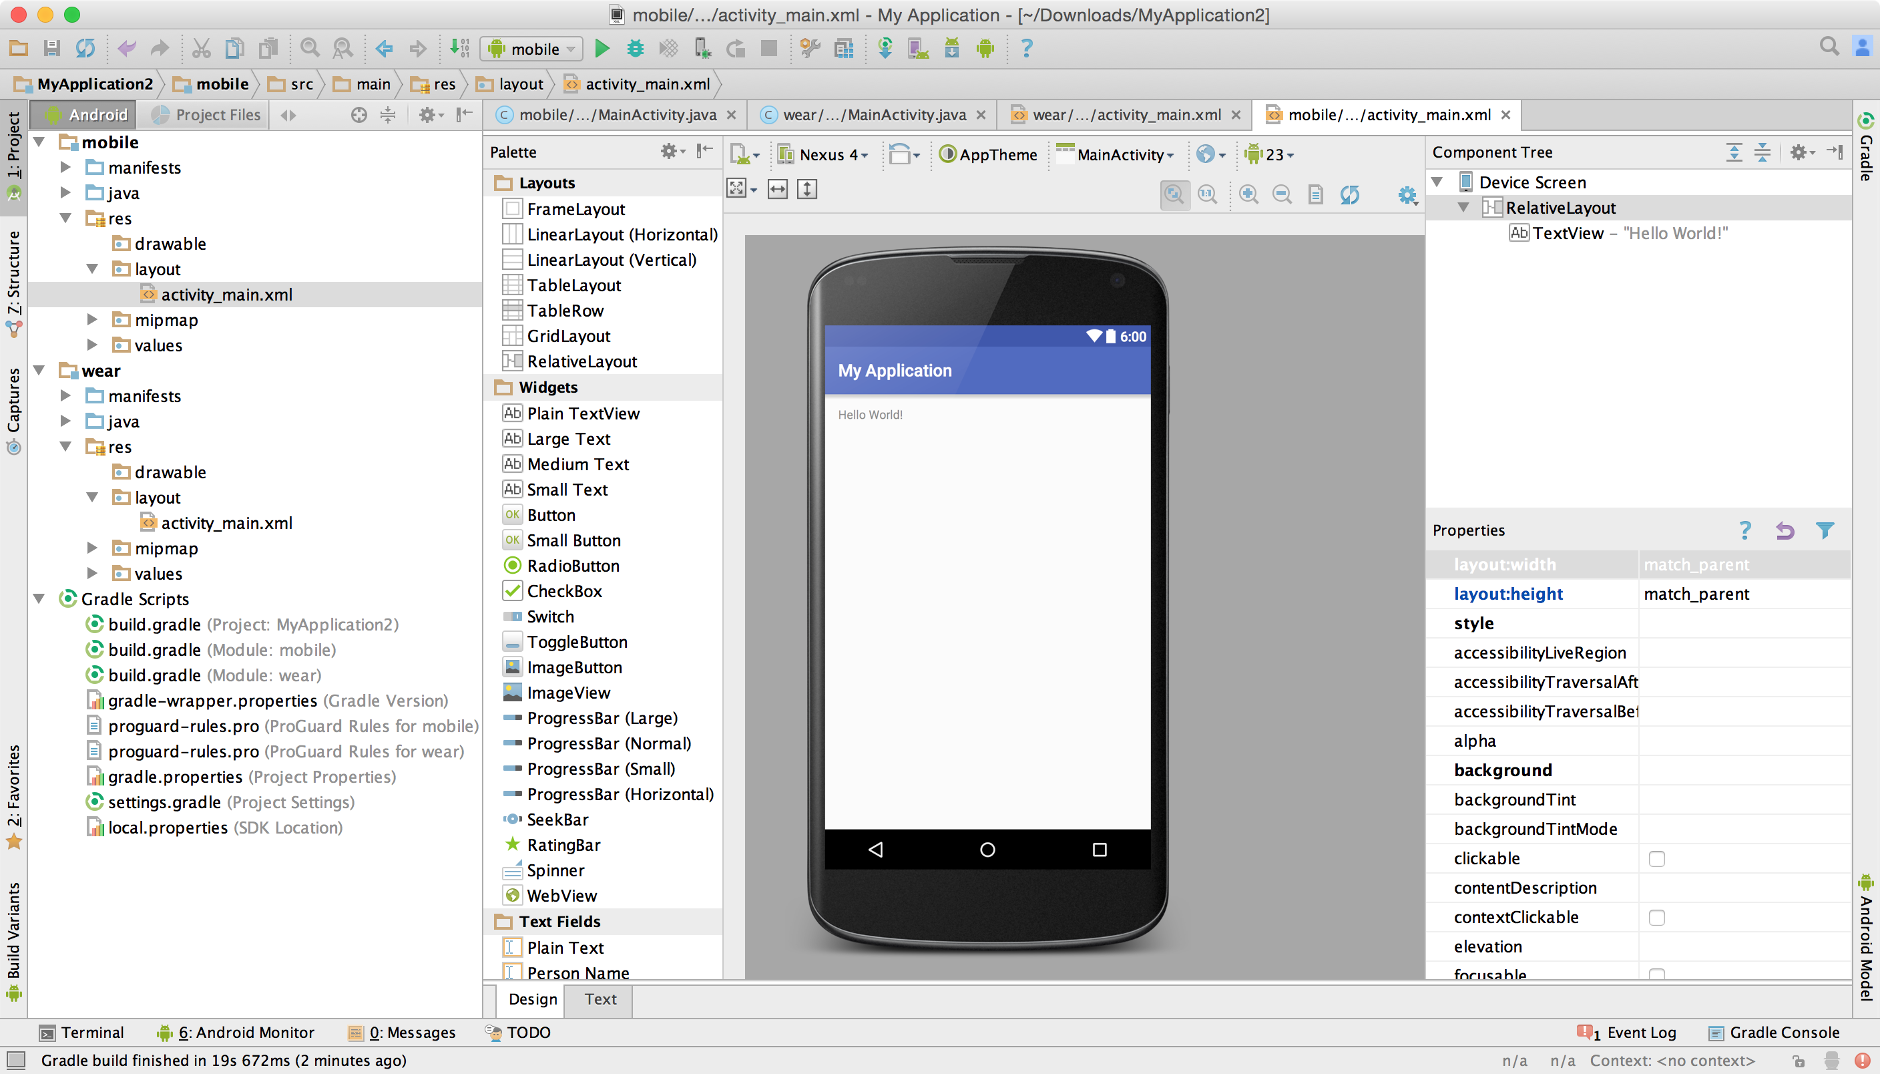 mobile/.../activity_main.xml - My Application - [~/Downloads/MyApplication2]
mobile
MyApplication2
mobile
src
main
res
layout
activity_main.xml
Android
Project Files
mobile/.../MainActivity.java
wear/.../MainActivity.java
wear/.../activity_main.xml
mobile/.../activity_main.xml
1: Project
7: Structure
Captures
2: Favorites
Build Variants
mobile
manifests
java
res
drawable
layout
activity_main.xml
mipmap
values
wear
manifests
java
res
drawable
layout
activity_main.xml
mipmap
values
Gradle Scripts
build.gradle (Project: MyApplication2)
build.gradle (Module: mobile)
build.gradle (Module: wear)
gradle-wrapper.properties (Gradle Version)
proguard-rules.pro (ProGuard Rules for mobile)
proguard-rules.pro (ProGuard Rules for wear)
gradle.properties (Project Properties)
settings.gradle (Project Settings)
local.properties (SDK Location)
Palette
Layouts
FrameLayout
LinearLayout (Horizontal)
LinearLayout (Vertical)
TableLayout
TableRow
GridLayout
RelativeLayout
Widgets
Ab Plain TextView
Ab Large Text
Ab Medium Text
Ab Small Text
OK Button
OK Small Button
RadioButton
CheckBox
Switch
ToggleButton
ImageButton
ImageView
ProgressBar (Large)
ProgressBar (Normal)
ProgressBar (Small)
ProgressBar (Horizontal)
SeekBar
RatingBar
Spinner
WebView
Text Fields
Plain Text
Person Name
Nexus 4
AppTheme
MainActivity
23
6:00
My Application
Hello World!
Design
Text
Component Tree
Device Screen
RelativeLayout
Ab TextView - "Hello World!"
Properties
layout:width match_parent
layout:height match_parent
style
accessibilityLiveRegion
accessibilityTraversalAft
accessibilityTraversalBef
alpha
background
backgroundTint
backgroundTintMode
clickable
contentDescription
contextClickable
elevation
focusable
Gradle
Android Model
Terminal
6: Android Monitor
0: Messages
TODO
1 Event Log
Gradle Console
Gradle build finished in 19s 672ms (2 minutes ago)
n/a
n/a
Context: <no context>